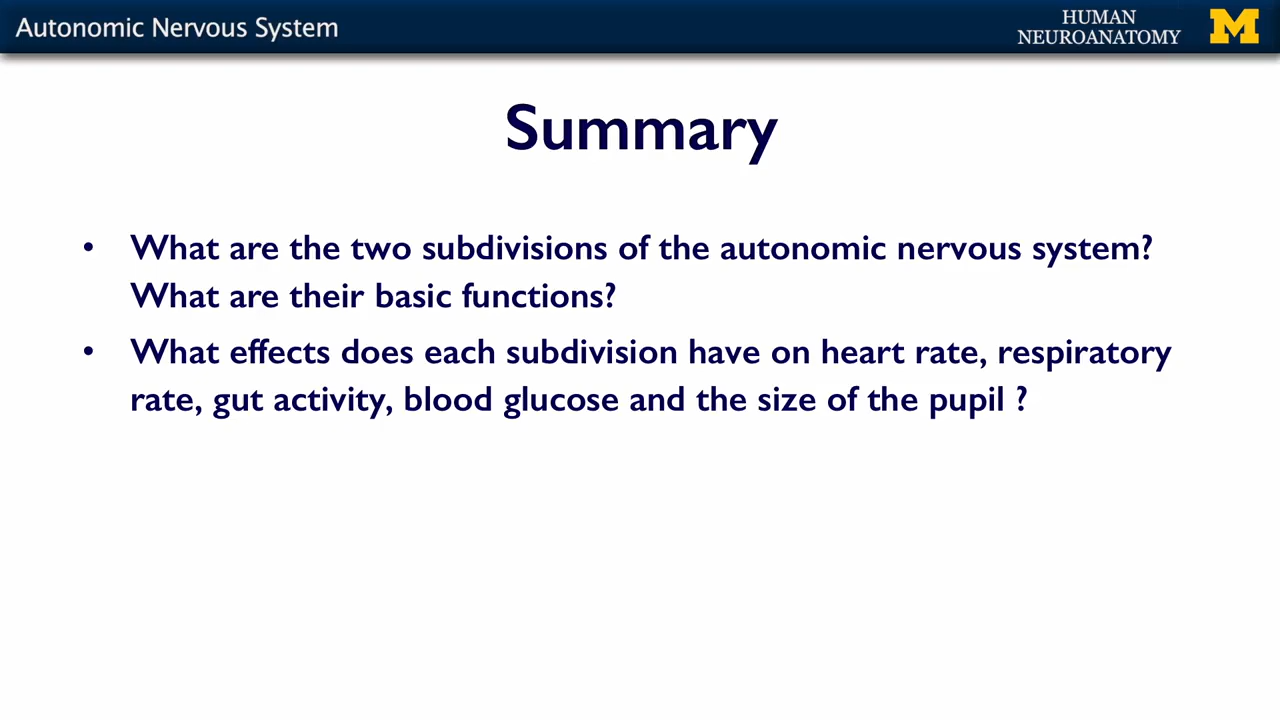 Autonomic Nervous System
HUMAN
NEUROANATOMY
M
Summary
• What are the two subdivisions of the autonomic nervous system?
What are their basic functions?
• What effects does each subdivision have on heart rate, respiratory
rate, gut activity, blood glucose and the size of the pupil ?